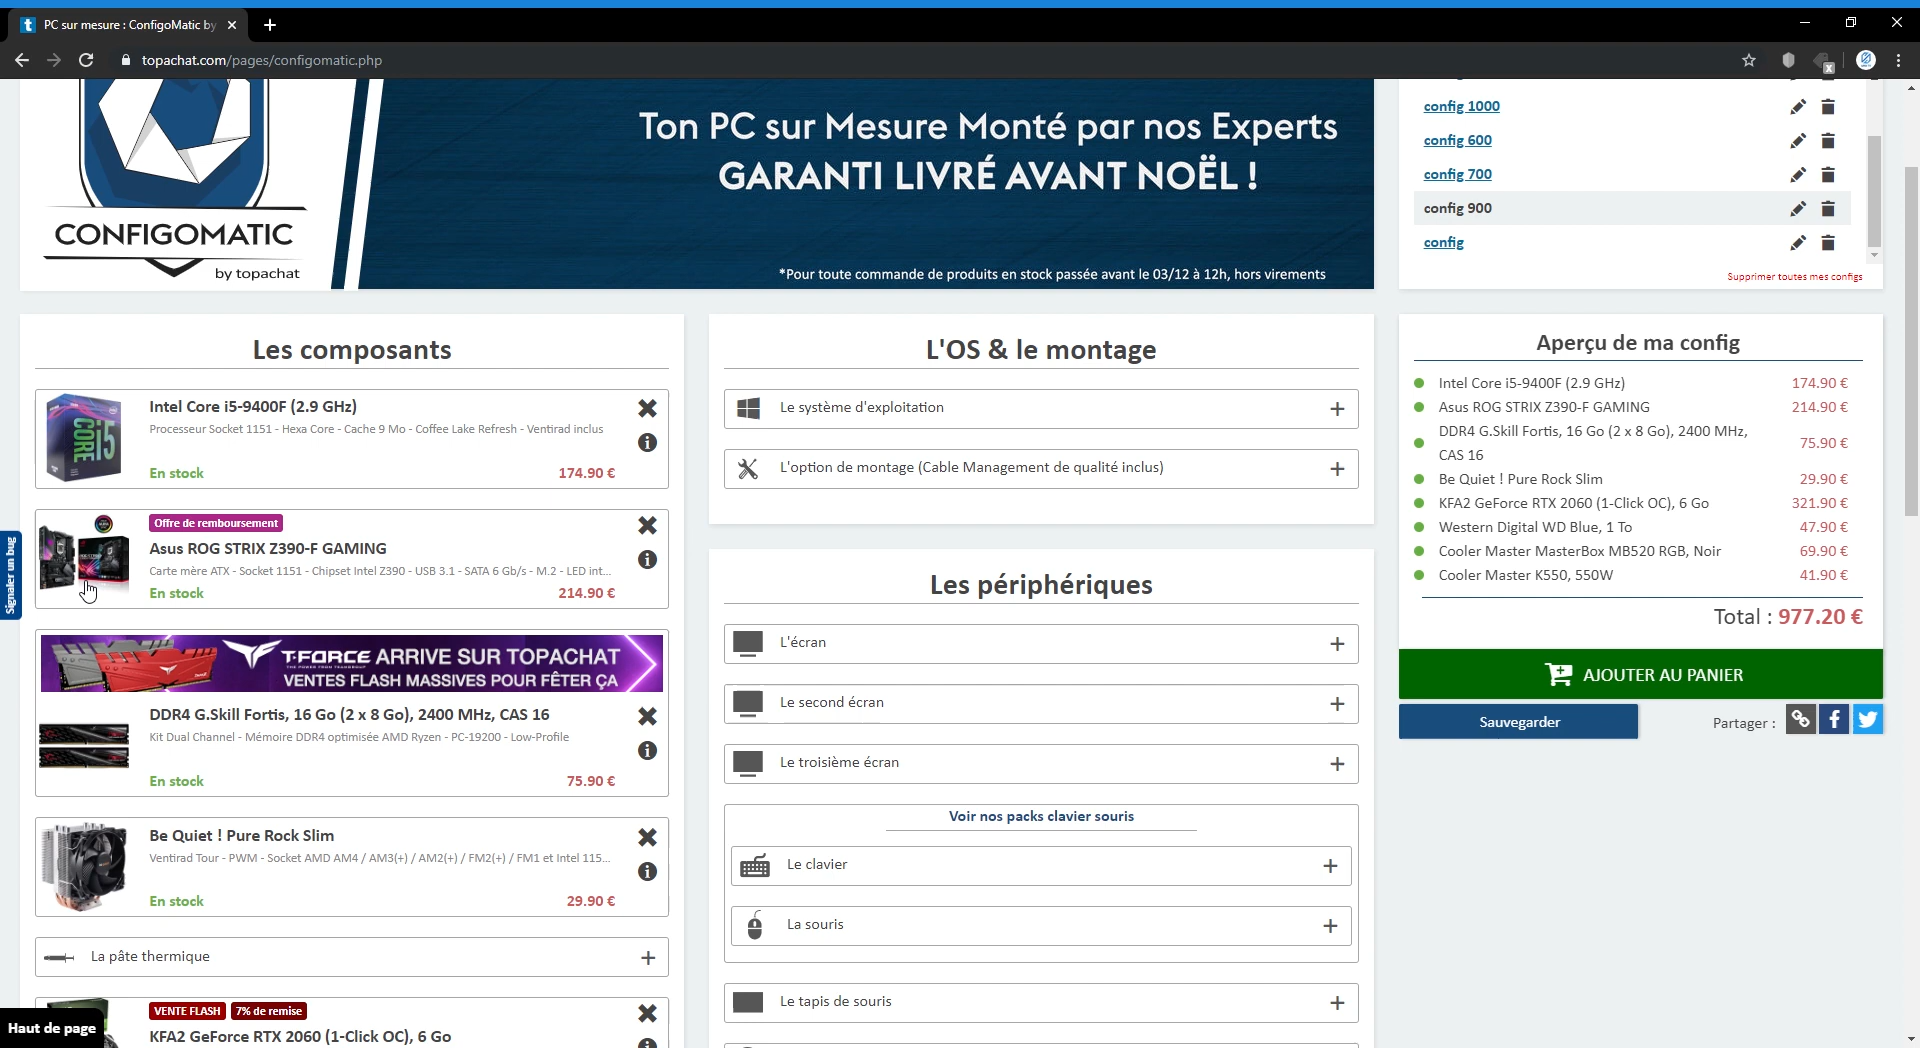 PC sur mesure : ConfigoMatic by
topachat.com/pages/configomatic.php
CONFIGOMATIC
by topachat
Ton PC sur Mesure Monté par nos Experts
GARANTI LIVRÉ AVANT NOËL !
*Pour toute commande de produits en stock passée avant le 03/12 à 12h, hors virements
config 1000
config 600
config 700
config 900
config
Supprimer toutes mes configs
Signaler un bug
Les composants
Intel Core i5-9400F (2.9 GHz)
Processeur Socket 1151 - Hexa Core - Cache 9 Mo - Coffee Lake Refresh - Ventirad inclus
En stock
174.90 €
Offre de remboursement
Asus ROG STRIX Z390-F GAMING
Carte mère ATX - Socket 1151 - Chipset Intel Z390 - USB 3.1 - SATA 6 Gb/s - M.2 - LED int...
En stock
214.90 €
T-FORCE ARRIVE SUR TOPACHAT
VENTES FLASH MASSIVES POUR FÊTER ÇA
DDR4 G.Skill Fortis, 16 Go (2 x 8 Go), 2400 MHz, CAS 16
Kit Dual Channel - Mémoire DDR4 optimisée AMD Ryzen - PC-19200 - Low-Profile
En stock
75.90 €
Be Quiet ! Pure Rock Slim
Ventirad Tour - PWM - Socket AMD AM4 / AM3(+) / AM2(+) / FM2(+) / FM1 et Intel 115...
En stock
29.90 €
La pâte thermique
VENTE FLASH
7% de remise
KFA2 GeForce RTX 2060 (1-Click OC), 6 Go
Haut de page
L'OS & le montage
Le système d'exploitation
L'option de montage (Cable Management de qualité inclus)
Les périphériques
L'écran
Le second écran
Le troisième écran
Voir nos packs clavier souris
Le clavier
La souris
Le tapis de souris
Aperçu de ma config
Intel Core i5-9400F (2.9 GHz) 174.90 €
Asus ROG STRIX Z390-F GAMING 214.90 €
DDR4 G.Skill Fortis, 16 Go (2 x 8 Go), 2400 MHz,
CAS 16 75.90 €
Be Quiet ! Pure Rock Slim 29.90 €
KFA2 GeForce RTX 2060 (1-Click OC), 6 Go 321.90 €
Western Digital WD Blue, 1 To 47.90 €
Cooler Master MasterBox MB520 RGB, Noir 69.90 €
Cooler Master K550, 550W 41.90 €
Total : 977.20 €
AJOUTER AU PANIER
Sauvegarder
Partager :